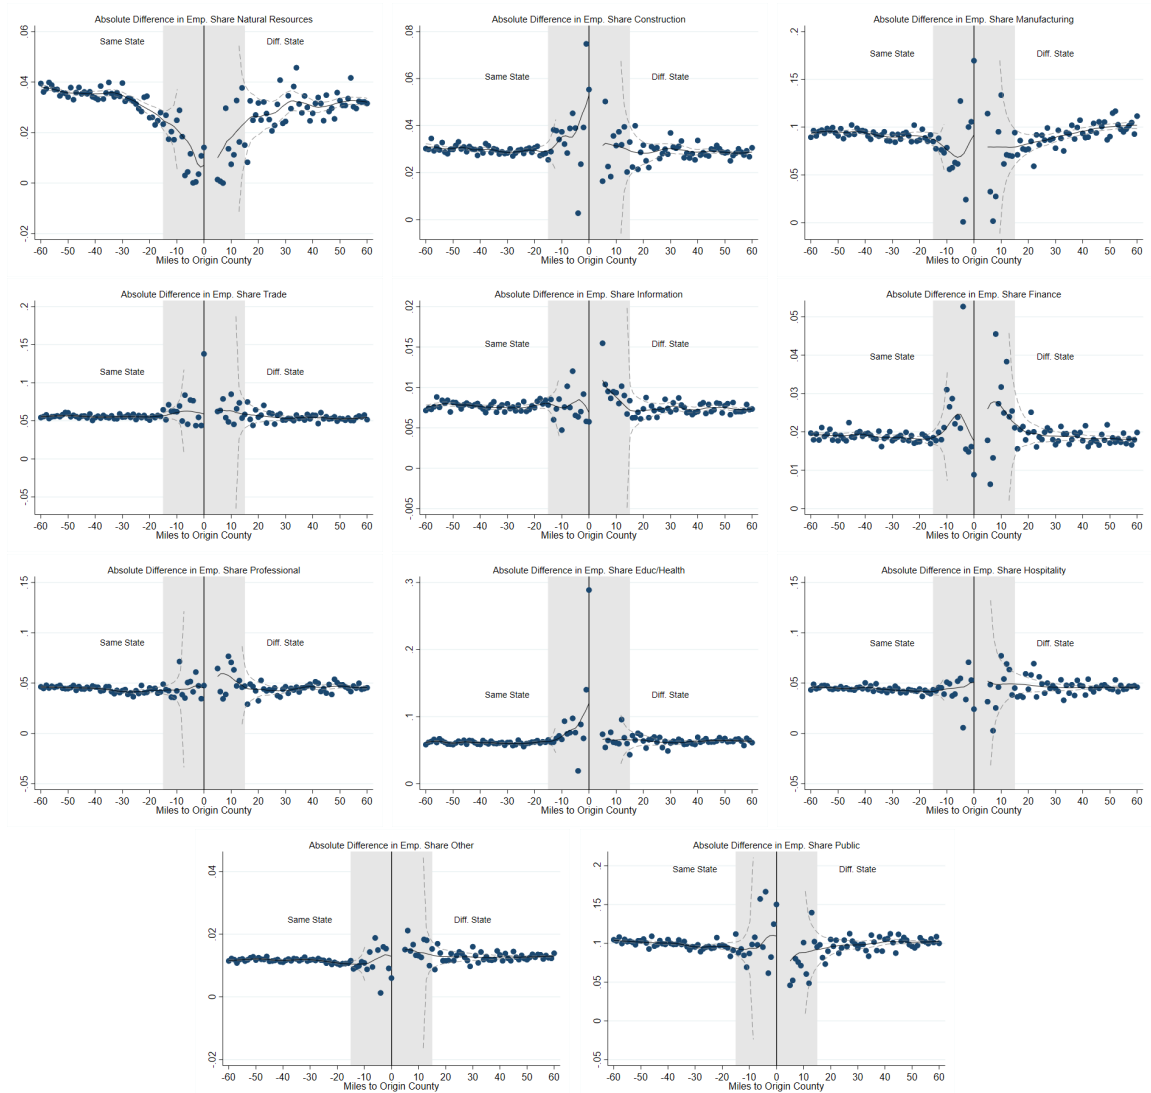 Absolute Difference in Emp. Share Natural Resources
Same State
Diff. State
-.02 0 .02 .04 .06
-60 -50 -40 -30 -20 -10 0 10 20 30 40 50 60
Miles to Origin County
Absolute Difference in Emp. Share Construction
Same State
Diff. State
0 .02 .04 .06 .08
-60 -50 -40 -30 -20 -10 0 10 20 30 40 50 60
Miles to Origin County
Absolute Difference in Emp. Share Manufacturing
Same State
Diff. State
0 .05 .1 .15 .2
-60 -50 -40 -30 -20 -10 0 10 20 30 40 50 60
Miles to Origin County
Absolute Difference in Emp. Share Trade
Same State
Diff. State
-.05 0 .05 .1 .15 .2
-60 -50 -40 -30 -20 -10 0 10 20 30 40 50 60
Miles to Origin County
Absolute Difference in Emp. Share Information
Same State
Diff. State
-.005 0 .005 .01 .015 .02
-60 -50 -40 -30 -20 -10 0 10 20 30 40 50 60
Miles to Origin County
Absolute Difference in Emp. Share Finance
Same State
Diff. State
0 .01 .02 .03 .04 .05
-60 -50 -40 -30 -20 -10 0 10 20 30 40 50 60
Miles to Origin County
Absolute Difference in Emp. Share Professional
Same State
Diff. State
-.05 0 .05 .1 .15
-60 -50 -40 -30 -20 -10 0 10 20 30 40 50 60
Miles to Origin County
Absolute Difference in Emp. Share Educ/Health
Same State
Diff. State
0 .1 .2 .3
-60 -50 -40 -30 -20 -10 0 10 20 30 40 50 60
Miles to Origin County
Absolute Difference in Emp. Share Hospitality
Same State
Diff. State
-.05 0 .05 .1 .15
-60 -50 -40 -30 -20 -10 0 10 20 30 40 50 60
Miles to Origin County
Absolute Difference in Emp. Share Other
Same State
Diff. State
-.02 0 .02 .04
-60 -50 -40 -30 -20 -10 0 10 20 30 40 50 60
Miles to Origin County
Absolute Difference in Emp. Share Public
Same State
Diff. State
-.05 0 .05 .1 .15 .2
-60 -50 -40 -30 -20 -10 0 10 20 30 40 50 60
Miles to Origin County